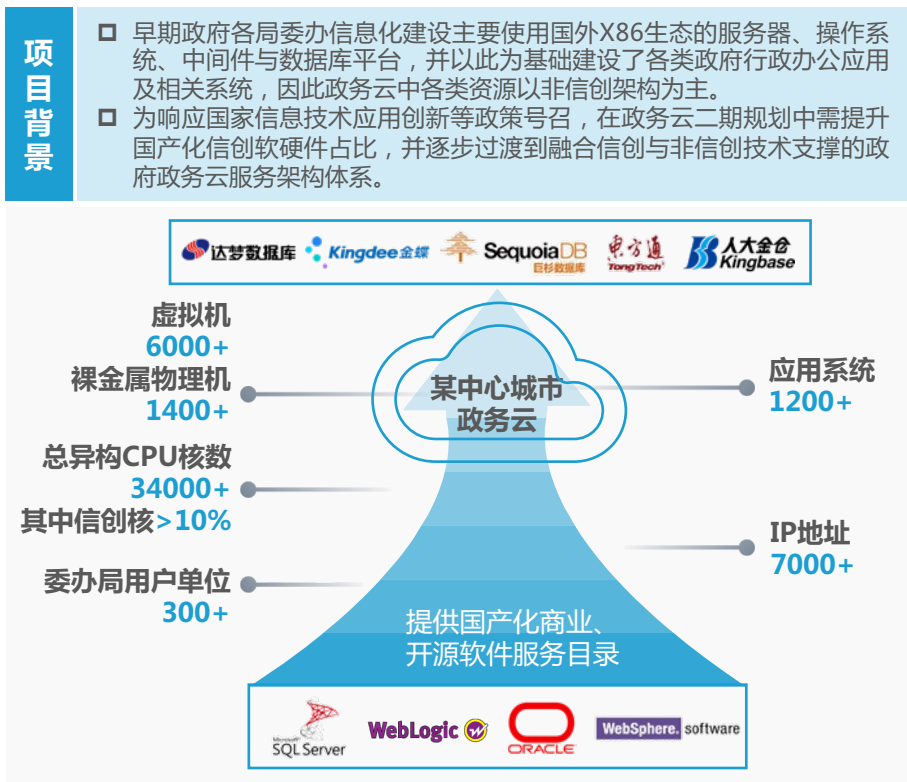 项目背景
早期政府各局委办信息化建设主要使用国外X86生态的服务器、操作系
统、中间件与数据库平台，并以此为基础建设了各类政府行政办公应用
及相关系统，因此政务云中各类资源以非信创架构为主。
为响应国家信息技术应用创新等政策号召，在政务云二期规划中需提升
国产化信创软硬件占比，并逐步过渡到融合信创与非信创技术支撑的政
府政务云服务架构体系。
达梦数据库
Kingdee金蝶
SequoiaDB
巨杉数据库
東方通
TongTech
人大金仓
Kingbase
虚拟机
6000+
裸金属物理机
1400+
总异构CPU核数
34000+
其中信创核>10%
委办局用户单位
300+
某中心城市
政务云
应用系统
1200+
IP地址
7000+
提供国产化商业、
开源软件服务目录
Microsoft
SQL Server
WebLogic
ORACLE
WebSphere. software